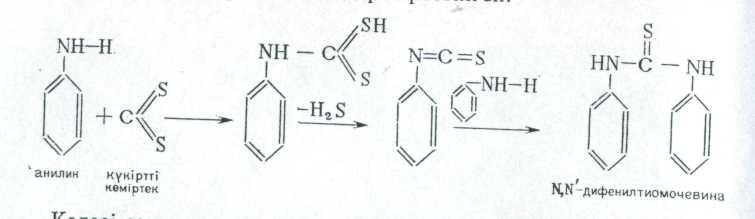 NH—H
+ C
S
S
анилин
күкіртті
көміртек
NH — C
SH
S
—H₂S
N=C=S
NH—H
S
HN — C — NH
N,N′-дифенилтиомочевина